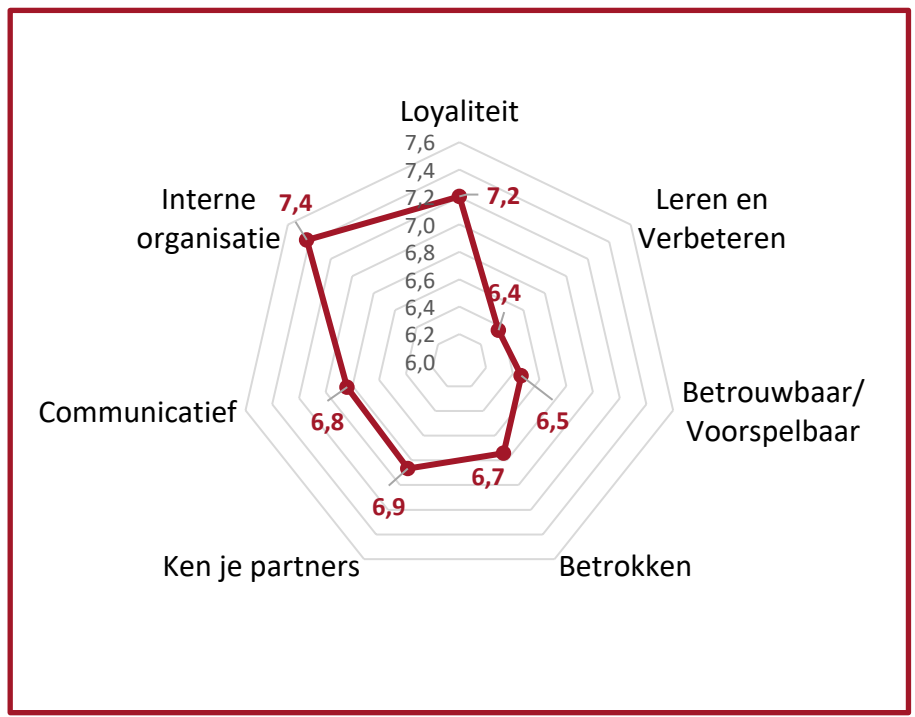 Loyaliteit
7,6
7,4
7,2
7,0
6,8
6,6
6,4
6,2
6,0
7,2
Leren en
Verbeteren
6,4
Betrouwbaar/
Voorspelbaar
6,5
Betrokken
6,7
Ken je partners
6,9
Communicatief
6,8
Interne
organisatie
7,4